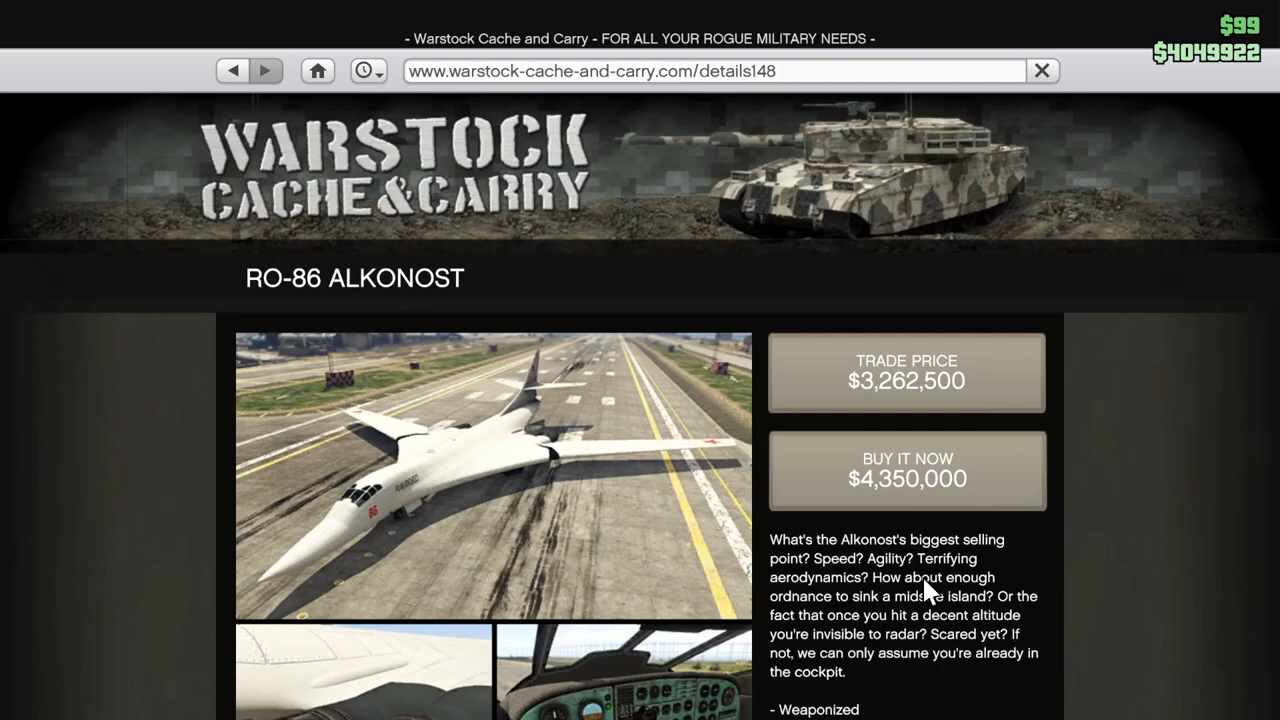 $99
- Warstock Cache and Carry - FOR ALL YOUR ROGUE MILITARY NEEDS -
$4049922
www.warstock-cache-and-carry.com/details148
WARSTOCK
CACHE&CARRY
RO-86 ALKONOST
TRADE PRICE
$3,262,500
BUY IT NOW
$4,350,000
86
What's the Alkonost's biggest selling
point? Speed? Agility? Terrifying
aerodynamics? How about enough
ordnance to sink a island? Or the
fact that once you hit a decent altitude
you're invisible to radar? Scared yet? If
not, we can only assume you're already in
the cockpit.
- Weaponized